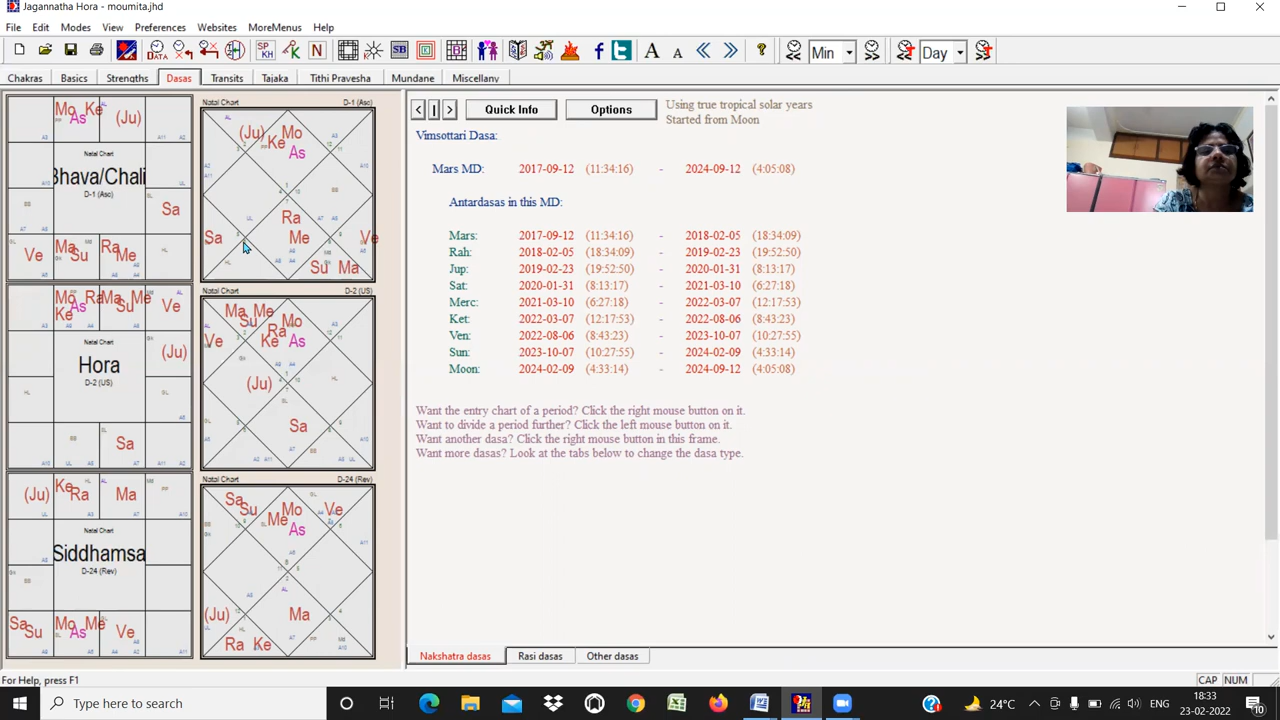 Jagannatha Hora - moumita.jhd
File Edit Modes View Preferences Websites MoreMenus Help
DATA SP KH N SB Min Day
Chakras Basics Strengths Dasas Transits Tajaka Tithi Pravesha Mundane Miscellany
Natal Chart D-1 (Asc)
Mo Ke
As
(Ju)
Natal Chart
Bhava/Chali
D-1 (Asc)
Sa
Ve
Ma
Su
Ra
Me
(Ju)
Ke
Mo
As
Ra
Sa
Me
Ve
Su Ma
Natal Chart D-2 (US)
Mo Ra Ma Me
Ke
Su
Ve
(Ju)
Natal Chart
Hora
D-2 (US)
Sa
Ma Me
Su
Mo
Ra
Ve
Ke
As
(Ju)
Sa
Natal Chart D-24 (Rev)
(Ju)
Ke
Ra
Ma
Natal Chart
Siddhamsa
D-24 (Rev)
Sa
Su
Mo
As
Me
Ve
Sa
Su
Me
Mo
As
Ve
(Ju)
Ma
Ra Ke
< | > Quick Info Options
Using true tropical solar years
Started from Moon
Vimsottari Dasa:
Mars MD: 2017-09-12 (11:34:16) - 2024-09-12 (4:05:08)
Antardasas in this MD:
Mars: 2017-09-12 (11:34:16) - 2018-02-05 (18:34:09)
Rah: 2018-02-05 (18:34:09) - 2019-02-23 (19:52:50)
Jup: 2019-02-23 (19:52:50) - 2020-01-31 (8:13:17)
Sat: 2020-01-31 (8:13:17) - 2021-03-10 (6:27:18)
Merc: 2021-03-10 (6:27:18) - 2022-03-07 (12:17:53)
Ket: 2022-03-07 (12:17:53) - 2022-08-06 (8:43:23)
Ven: 2022-08-06 (8:43:23) - 2023-10-07 (10:27:55)
Sun: 2023-10-07 (10:27:55) - 2024-02-09 (4:33:14)
Moon: 2024-02-09 (4:33:14) - 2024-09-12 (4:05:08)
Want the entry chart of a period? Click the right mouse button on it.
Want to divide a period further? Click the left mouse button on it.
Want another dasa? Click the right mouse button in this frame.
Want more dasas? Look at the tabs below to change the dasa type.
Nakshatra dasas Rasi dasas Other dasas
For Help, press F1
CAP NUM
Type here to search
24°C ENG
18:33
23-02-2022